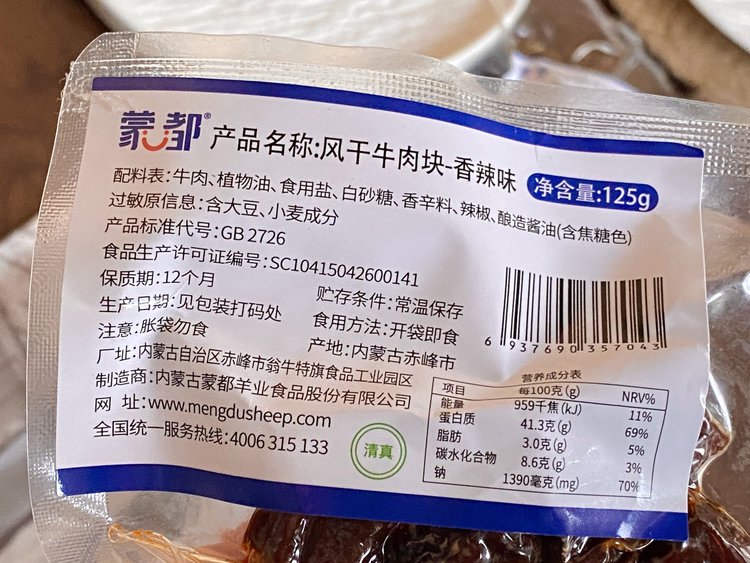 蒙都® 产品名称:风干牛肉块-香辣味 净含量:125g
配料表:牛肉、植物油、食用盐、白砂糖、香辛料、辣椒、酿造酱油(含焦糖色)
过敏原信息:含大豆、小麦成分
产品标准代号:GB 2726
食品生产许可证编号:SC10415042600141
保质期:12个月 贮存条件:常温保存
生产日期:见包装打码处 食用方法:开袋即食
注意:胀袋勿食 产地:内蒙古赤峰市
厂址:内蒙古自治区赤峰市翁牛特旗食品工业园区
制造商:内蒙古蒙都羊业食品股份有限公司
网 址:www.mengdusheep.com
全国统一服务热线:4006 315 133
清真
6 937690 357043
营养成分表
项目 每100克(g) NRV%
能量 959千焦(kJ) 11%
蛋白质 41.3克(g) 69%
脂肪 3.0克(g) 5%
碳水化合物 8.6克(g) 3%
钠 1390毫克(mg) 70%